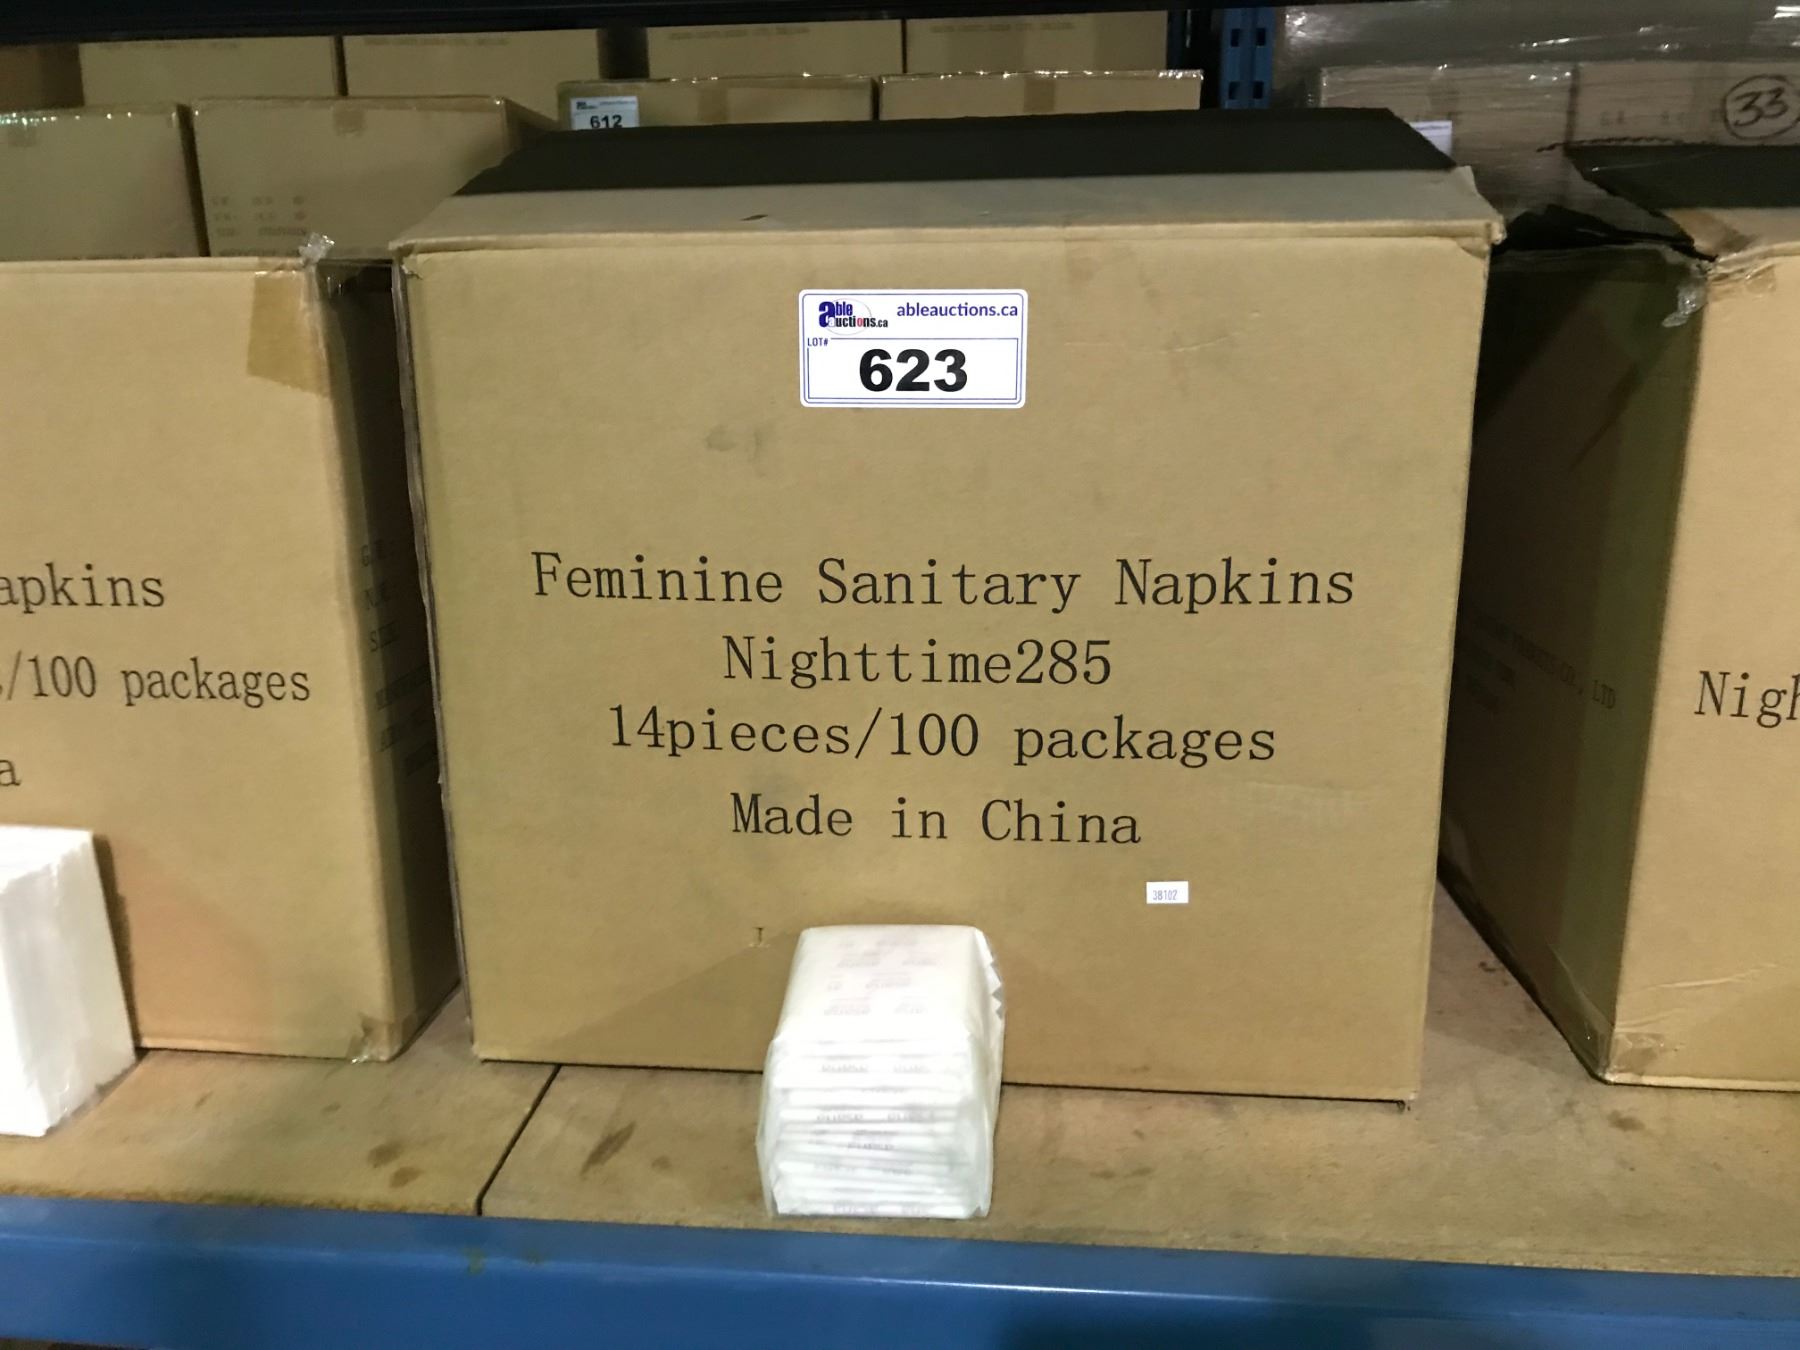 612
33
able
auctions.ca
ableauctions.ca
LOT#
623
Feminine Sanitary Napkins
Nighttime285
14pieces/100 packages
Made in China
38102
apkins
/100 packages
a
Nigh
LTD